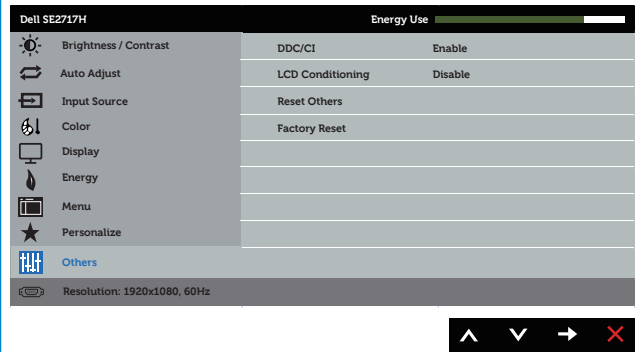 Dell SE2717H Energy Use
Brightness / Contrast DDC/CI Enable
Auto Adjust LCD Conditioning Disable
Input Source Reset Others
Color Factory Reset
Display
Energy
Menu
Personalize
Others
Resolution: 1920x1080, 60Hz